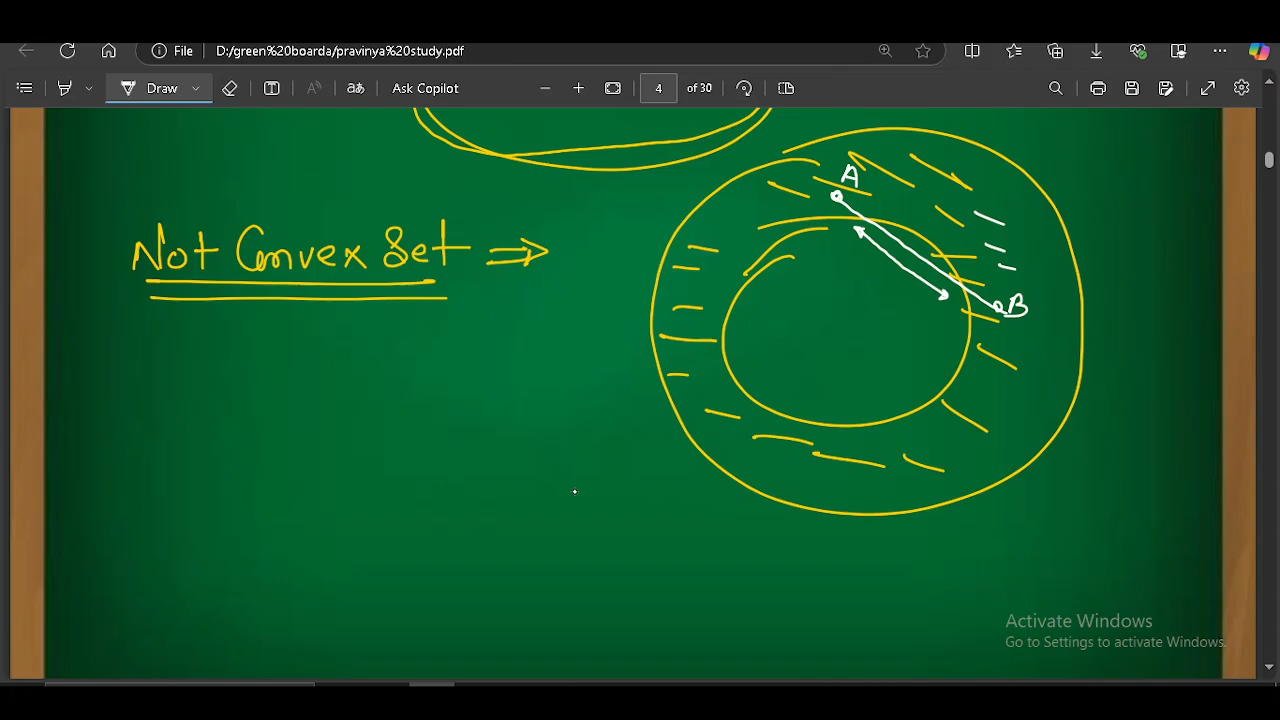 File
D:/green%20boarda/pravinya%20study.pdf
Draw
Ask Copilot
4
of 30
A
Not Convex Set ⇒
B
Activate Windows
Go to Settings to activate Windows.